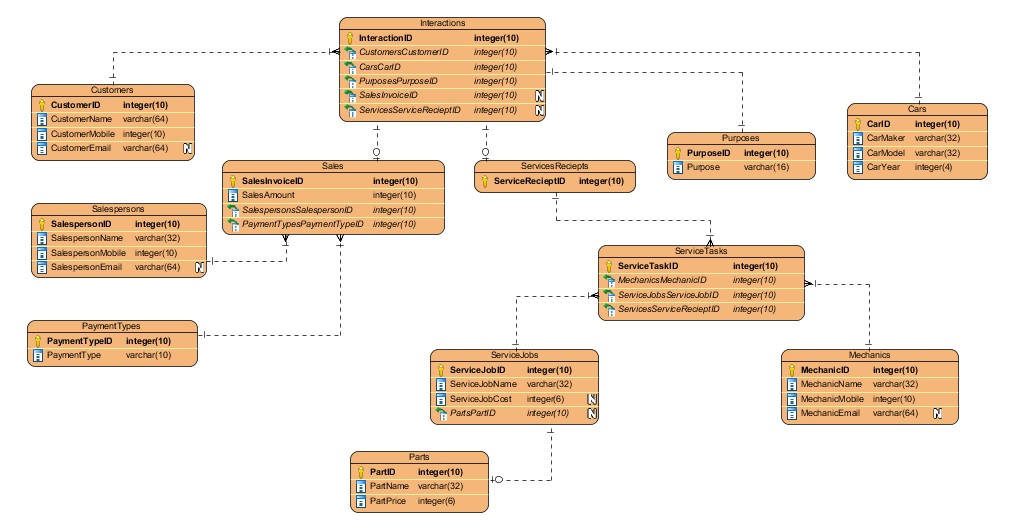 Interactions
InteractionID integer(10)
CustomersCustomerID integer(10)
CarsCarID integer(10)
PurposesPurposeID integer(10)
SalesInvoiceID integer(10) N
ServicesServiceRecieptID integer(10) N
Customers
CustomerID integer(10)
CustomerName varchar(64)
CustomerMobile integer(10)
CustomerEmail varchar(64) N
Cars
CarID integer(10)
CarMaker varchar(32)
CarModel varchar(32)
CarYear integer(4)
Purposes
PurposeID integer(10)
Purpose varchar(16)
Sales
SalesInvoiceID integer(10)
SalesAmount integer(10)
SalespersonsSalespersonID integer(10)
PaymentTypesPaymentTypeID integer(10)
ServicesReciepts
ServiceRecieptID integer(10)
Salespersons
SalespersonID integer(10)
SalespersonName varchar(32)
SalespersonMobile integer(10)
SalespersonEmail varchar(64) N
ServiceTasks
ServiceTaskID integer(10)
MechanicsMechanicID integer(10)
ServiceJobsServiceJobID integer(10)
ServicesServiceRecieptID integer(10)
PaymentTypes
PaymentTypeID integer(10)
PaymentType varchar(10)
ServiceJobs
ServiceJobID integer(10)
ServiceJobName varchar(32)
ServiceJobCost integer(6) N
PartsPartID integer(10) N
Mechanics
MechanicID integer(10)
MechanicName varchar(32)
MechanicMobile integer(10)
MechanicEmail varchar(64) N
Parts
PartID integer(10)
PartName varchar(32)
PartPrice integer(6)